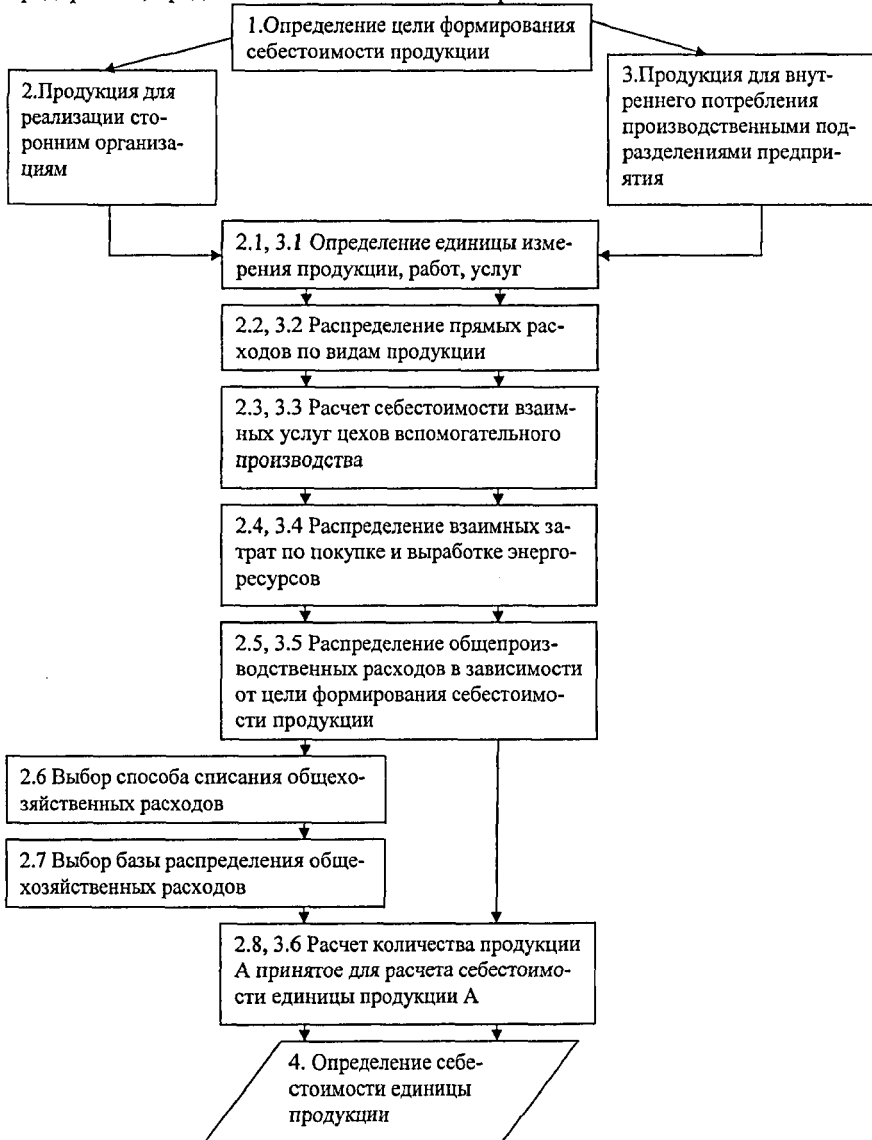 1.Определение цели формирования
себестоимости продукции
2.Продукция для
реализации сто-
ронним организа-
циям
3.Продукция для внут-
реннего потребления
производственными под-
разделениями предпри-
ятия
2.1, 3.1 Определение единицы изме-
рения продукции, работ, услуг
2.2, 3.2 Распределение прямых рас-
ходов по видам продукции
2.3, 3.3 Расчет себестоимости взаим-
ных услуг цехов вспомогательного
производства
2.4, 3.4 Распределение взаимных за-
трат по покупке и выработке энерго-
ресурсов
2.5, 3.5 Распределение общепроиз-
водственных расходов в зависимости
от цели формирования себестоимо-
сти продукции
2.6 Выбор способа списания общехо-
зяйственных расходов
2.7 Выбор базы распределения обще-
хозяйственных расходов
2.8, 3.6 Расчет количества продукции
А принятое для расчета себестоимо-
сти единицы продукции А
4. Определение себе-
стоимости единицы
продукции